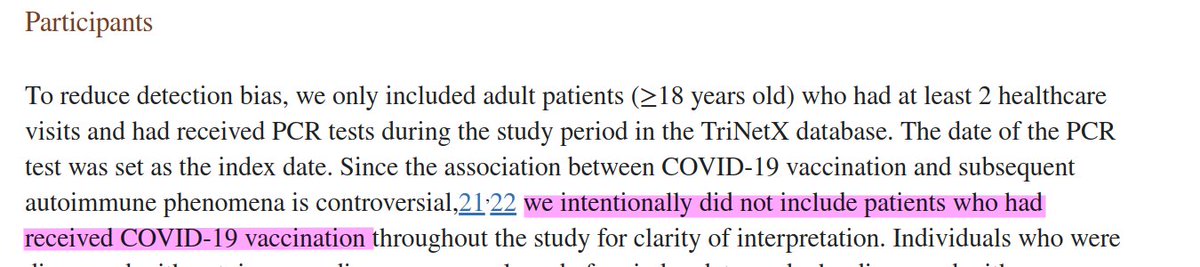 Participants
To reduce detection bias, we only included adult patients (≥18 years old) who had at least 2 healthcare
visits and had received PCR tests during the study period in the TriNetX database. The date of the PCR
test was set as the index date. Since the association between COVID-19 vaccination and subsequent
autoimmune phenomena is controversial,21,22 we intentionally did not include patients who had
received COVID-19 vaccination throughout the study for clarity of interpretation. Individuals who were